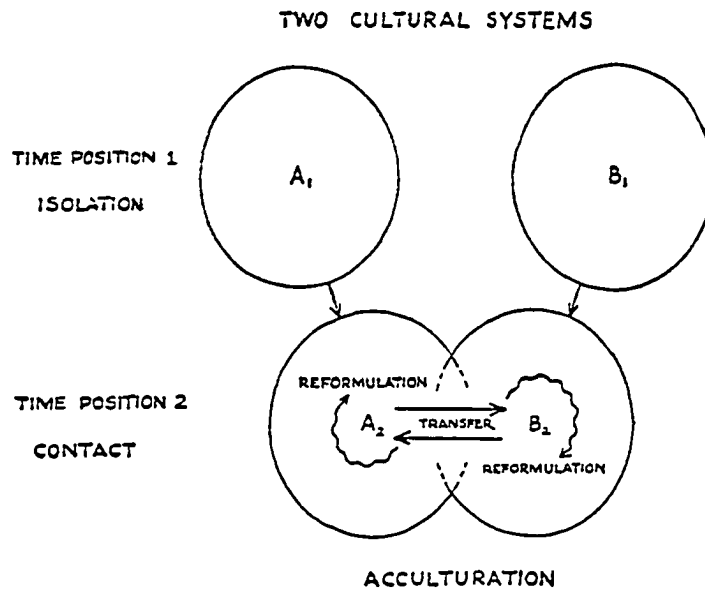 TWO CULTURAL SYSTEMS
TIME POSITION 1
ISOLATION
A₁
B₁
TIME POSITION 2
CONTACT
REFORMULATION
A₂
TRANSFER
B₂
REFORMULATION
ACCULTURATION